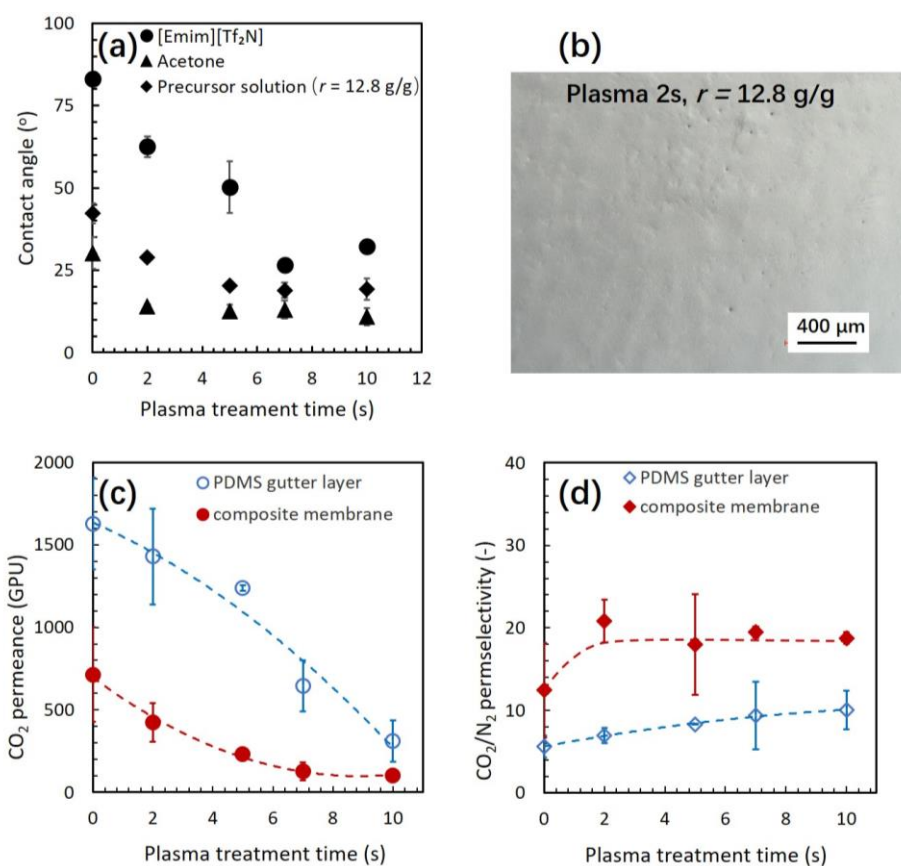 (a)
[Emim][Tf₂N]
Acetone
Precursor solution (r = 12.8 g/g)
100
75
50
25
0
Contact angle (°)
0 2 4 6 8 10 12
Plasma treament time (s)
(b)
Plasma 2s, r = 12.8 g/g
400 μm
(c)
PDMS gutter layer
composite membrane
2000
1500
1000
500
0
CO₂ permeance (GPU)
0 2 4 6 8 10
Plasma treatment time (s)
(d)
PDMS gutter layer
composite membrane
40
30
20
10
0
CO₂/N₂ permselectivity (-)
0 2 4 6 8 10
Plasma treatment time (s)